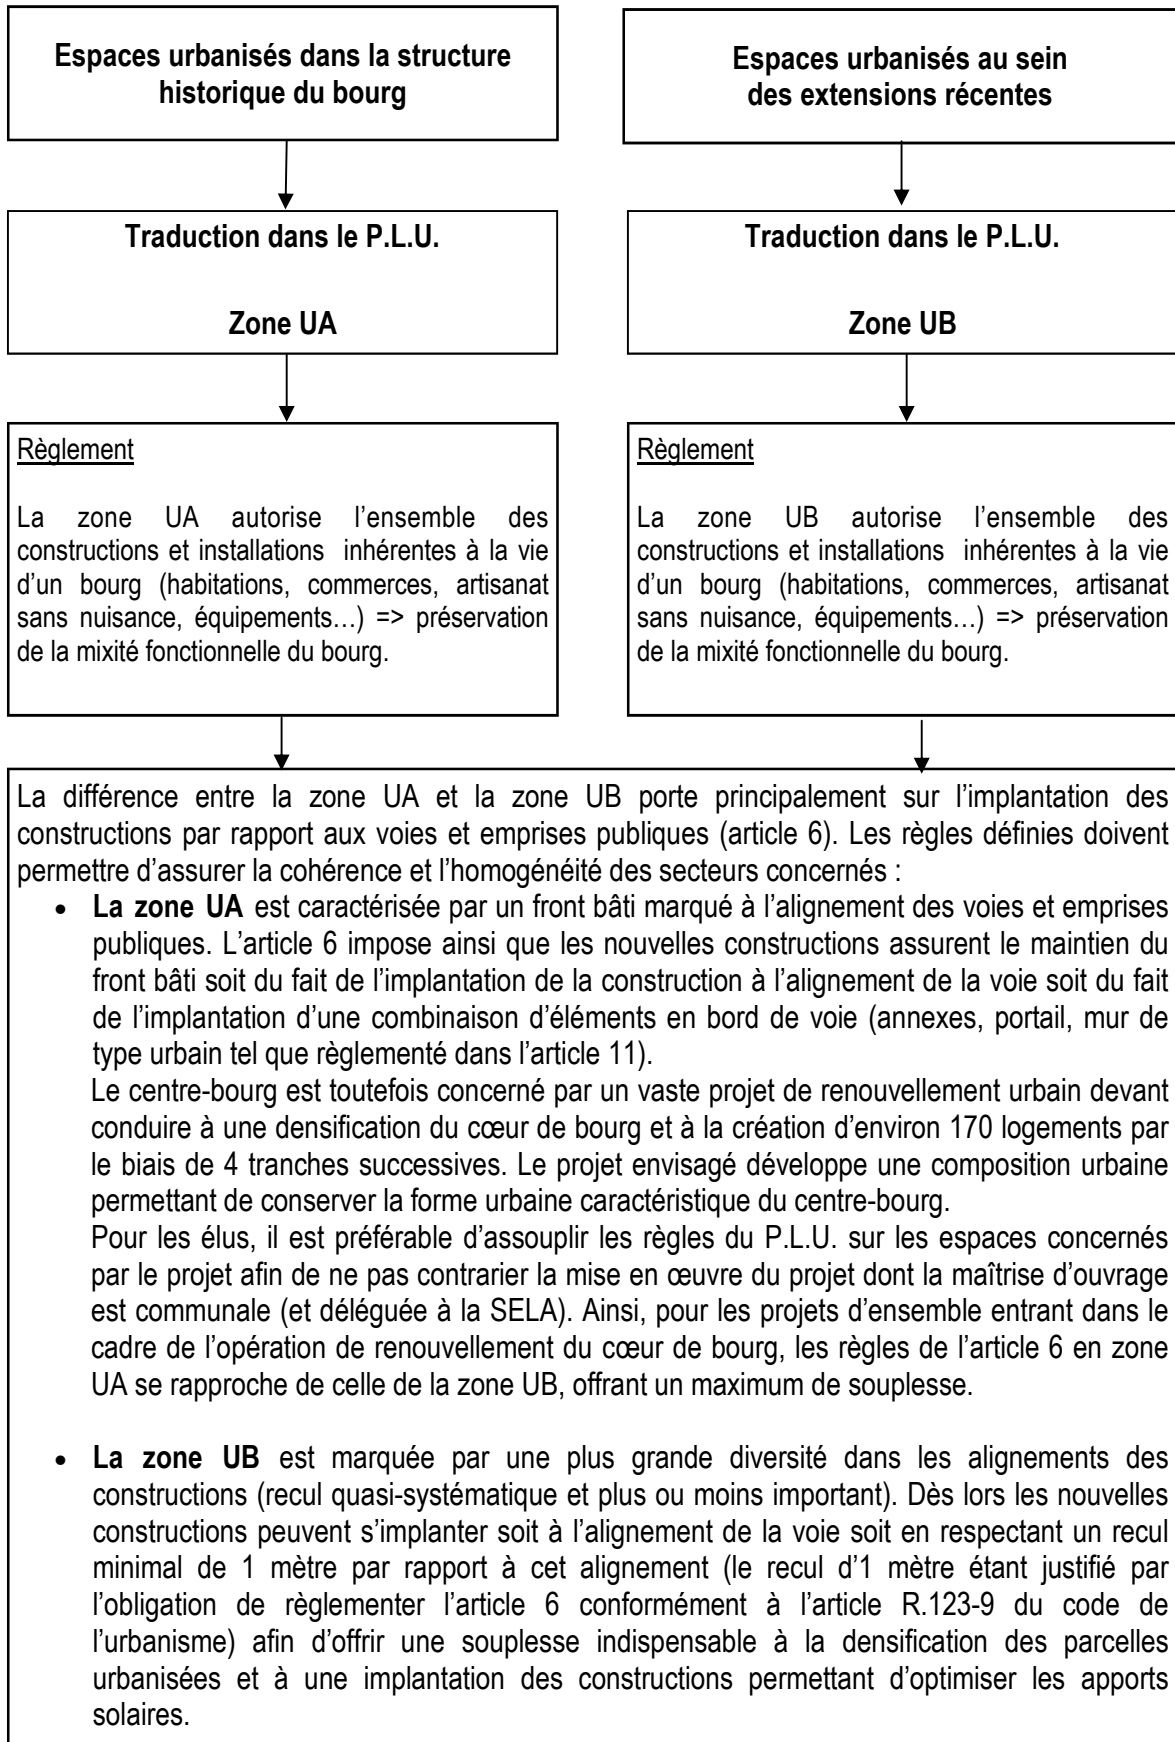 Espaces urbanisés dans la structure
historique du bourg
Espaces urbanisés au sein
des extensions récentes
Traduction dans le P.L.U.
Zone UA
Traduction dans le P.L.U.
Zone UB
Règlement
La zone UA autorise l’ensemble des
constructions et installations inhérentes à la vie
d’un bourg (habitations, commerces, artisanat
sans nuisance, équipements…) => préservation
de la mixité fonctionnelle du bourg.
Règlement
La zone UB autorise l’ensemble des
constructions et installations inhérentes à la vie
d’un bourg (habitations, commerces, artisanat
sans nuisance, équipements…) => préservation
de la mixité fonctionnelle du bourg.
La différence entre la zone UA et la zone UB porte principalement sur l’implantation des
constructions par rapport aux voies et emprises publiques (article 6). Les règles définies doivent
permettre d’assurer la cohérence et l’homogénéité des secteurs concernés :
• La zone UA est caractérisée par un front bâti marqué à l’alignement des voies et emprises
publiques. L’article 6 impose ainsi que les nouvelles constructions assurent le maintien du
front bâti soit du fait de l’implantation de la construction à l’alignement de la voie soit du fait
de l’implantation d’une combinaison d’éléments en bord de voie (annexes, portail, mur de
type urbain tel que règlementé dans l’article 11).
Le centre-bourg est toutefois concerné par un vaste projet de renouvellement urbain devant
conduire à une densification du cœur de bourg et à la création d’environ 170 logements par
le biais de 4 tranches successives. Le projet envisagé développe une composition urbaine
permettant de conserver la forme urbaine caractéristique du centre-bourg.
Pour les élus, il est préférable d’assouplir les règles du P.L.U. sur les espaces concernés
par le projet afin de ne pas contrarier la mise en œuvre du projet dont la maîtrise d’ouvrage
est communale (et déléguée à la SELA). Ainsi, pour les projets d’ensemble entrant dans le
cadre de l’opération de renouvellement du cœur de bourg, les règles de l’article 6 en zone
UA se rapproche de celle de la zone UB, offrant un maximum de souplesse.
• La zone UB est marquée par une plus grande diversité dans les alignements des
constructions (recul quasi-systématique et plus ou moins important). Dès lors les nouvelles
constructions peuvent s’implanter soit à l’alignement de la voie soit en respectant un recul
minimal de 1 mètre par rapport à cet alignement (le recul d’1 mètre étant justifié par
l’obligation de règlementer l’article 6 conformément à l’article R.123-9 du code de
l’urbanisme) afin d’offrir une souplesse indispensable à la densification des parcelles
urbanisées et à une implantation des constructions permettant d’optimiser les apports
solaires.